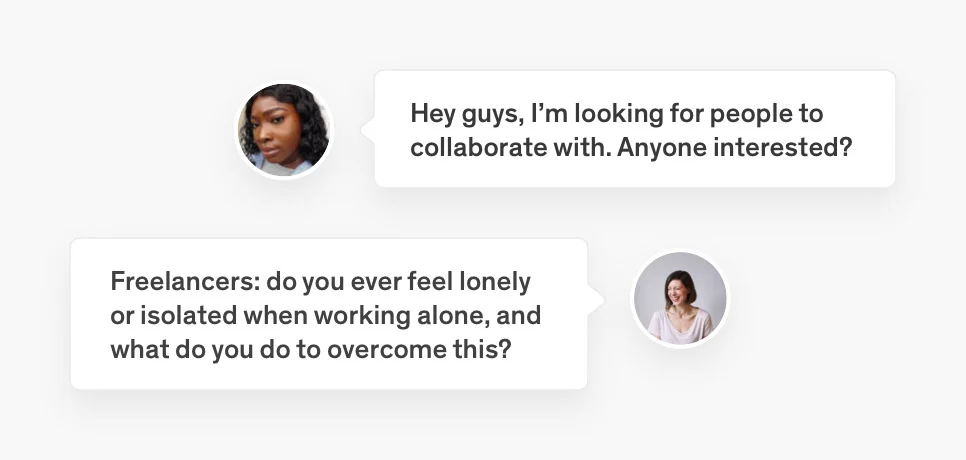 Hey guys, I’m looking for people to
collaborate with. Anyone interested?
Freelancers: do you ever feel lonely
or isolated when working alone, and
what do you do to overcome this?